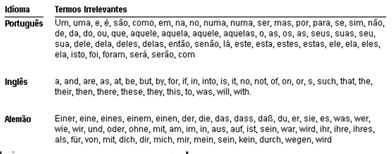 Idioma Termos Irrelevantes
Português Um, uma, e, é, são, como, em, na, no, numa, numa, ser, mas, por, para, se, sim, não,
de, da, do, ou, que, aquele, aquela, aquele, aquelas, o, as, os, as, seus, suas, seu,
sua, dele, dela, deles, delas, então, senão, lá, este, esta, estes, estas, ele, ela, eles,
ela, isto, foi, foram, será, serão, com
Inglês a, and, are, as, at, be, but, by, for, if, in, into, is, it, no, not, of, on, or, s, such, that, the,
their, then, there, these, they, this, to, was, will, with.
Alemão Einer, eine, eines, einem, einen, der, die, das, dass, daß, du, er, sie, es, was, wer,
wie, wir, und, oder, ohne, mit, am, im, in, aus, auf, ist, sein, war, wird, ihr, ihre, ihres,
als, für, von, mit, dich, dir, mich, mir, mein, sein, kein, durch, wegen, wird